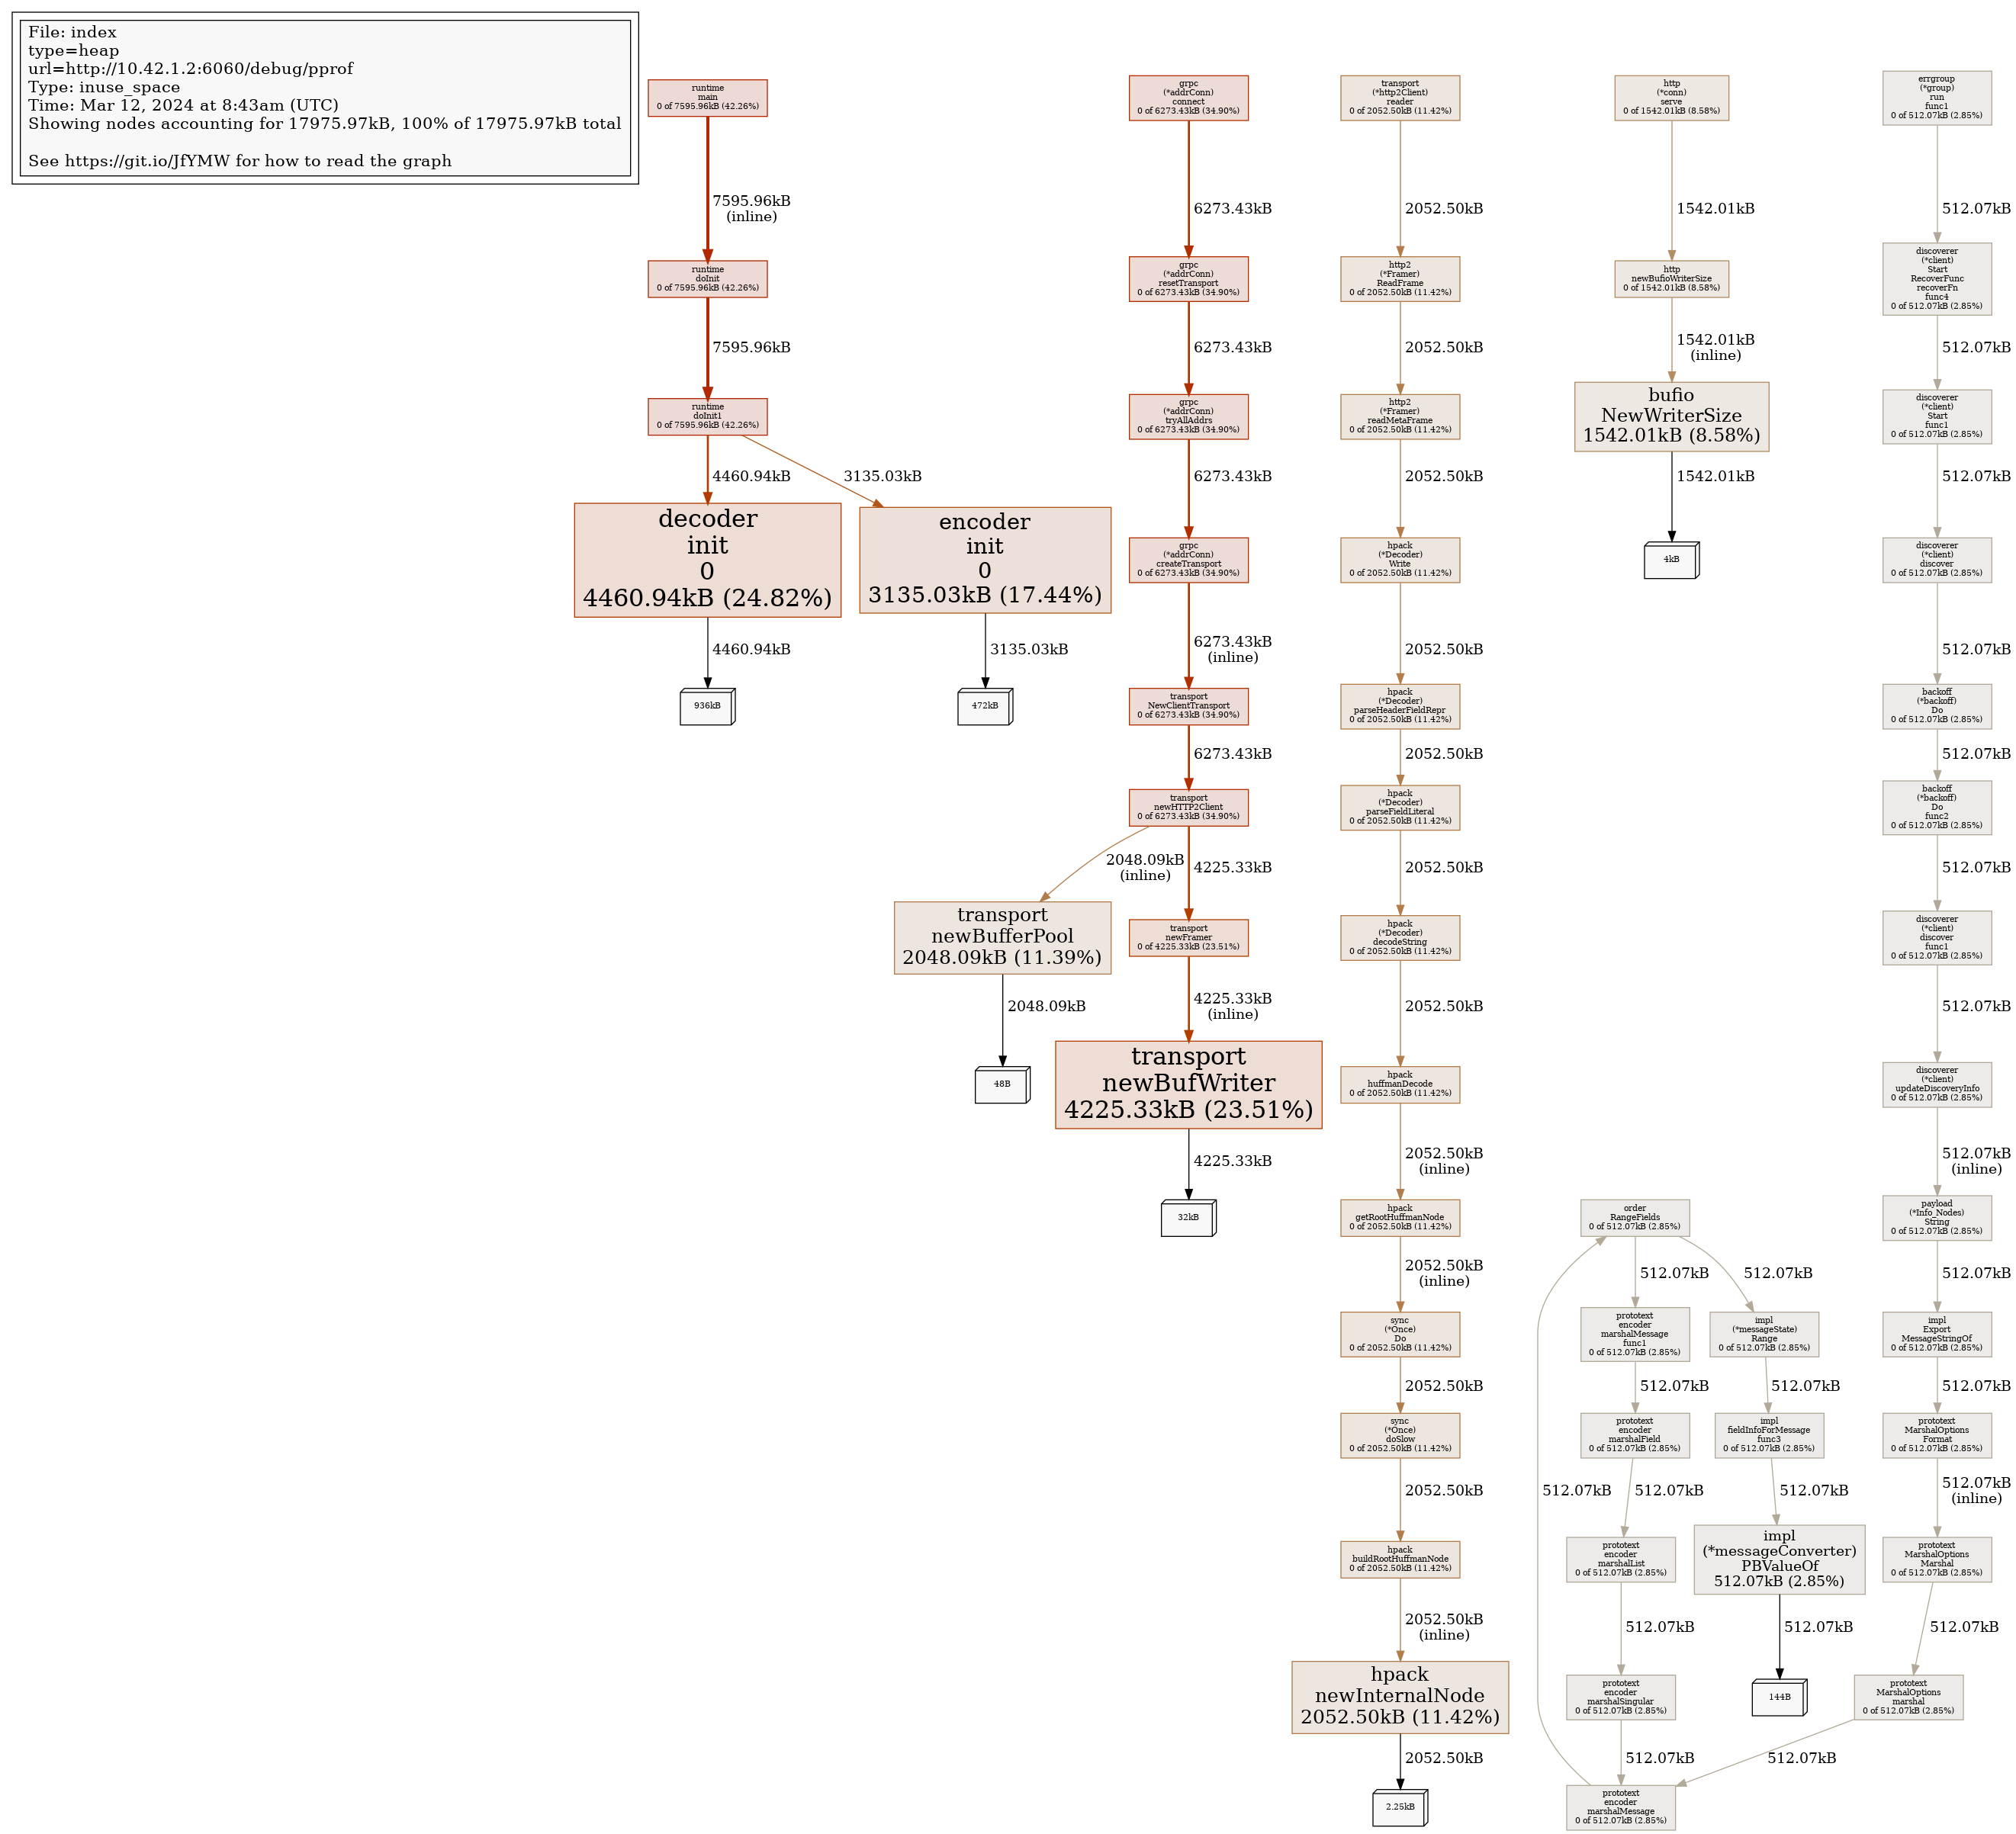 File: index
type=heap
url=http://10.42.1.2:6060/debug/pprof
Type: inuse_space
Time: Mar 12, 2024 at 8:43am (UTC)
Showing nodes accounting for 17975.97kB, 100% of 17975.97kB total
See https://git.io/JfYMW for how to read the graph
runtime
main
0 of 7595.96kB (42.26%)
7595.96kB
(inline)
runtime
doInit
0 of 7595.96kB (42.26%)
7595.96kB
runtime
doInit1
0 of 7595.96kB (42.26%)
4460.94kB
3135.03kB
decoder
init
0
4460.94kB (24.82%)
4460.94kB
936kB
encoder
init
0
3135.03kB (17.44%)
3135.03kB
472kB
grpc
(*addrConn)
connect
0 of 6273.43kB (34.90%)
6273.43kB
grpc
(*addrConn)
resetTransport
0 of 6273.43kB (34.90%)
6273.43kB
grpc
(*addrConn)
tryAllAddrs
0 of 6273.43kB (34.90%)
6273.43kB
grpc
(*addrConn)
createTransport
0 of 6273.43kB (34.90%)
6273.43kB
(inline)
transport
NewClientTransport
0 of 6273.43kB (34.90%)
6273.43kB
transport
newHTTP2Client
0 of 6273.43kB (34.90%)
2048.09kB
(inline)
4225.33kB
transport
newBufferPool
2048.09kB (11.39%)
2048.09kB
48B
transport
newFramer
0 of 4225.33kB (23.51%)
4225.33kB
(inline)
transport
newBufWriter
4225.33kB (23.51%)
4225.33kB
32kB
transport
(*http2Client)
reader
0 of 2052.50kB (11.42%)
2052.50kB
http2
(*Framer)
ReadFrame
0 of 2052.50kB (11.42%)
2052.50kB
http2
(*Framer)
readMetaFrame
0 of 2052.50kB (11.42%)
2052.50kB
hpack
(*Decoder)
Write
0 of 2052.50kB (11.42%)
2052.50kB
hpack
(*Decoder)
parseHeaderFieldRepr
0 of 2052.50kB (11.42%)
2052.50kB
hpack
(*Decoder)
parseFieldLiteral
0 of 2052.50kB (11.42%)
2052.50kB
hpack
(*Decoder)
decodeString
0 of 2052.50kB (11.42%)
2052.50kB
hpack
huffmanDecode
0 of 2052.50kB (11.42%)
2052.50kB
(inline)
hpack
getRootHuffmanNode
0 of 2052.50kB (11.42%)
2052.50kB
(inline)
sync
(*Once)
Do
0 of 2052.50kB (11.42%)
2052.50kB
sync
(*Once)
doSlow
0 of 2052.50kB (11.42%)
2052.50kB
hpack
buildRootHuffmanNode
0 of 2052.50kB (11.42%)
2052.50kB
(inline)
hpack
newInternalNode
2052.50kB (11.42%)
2052.50kB
2.25kB
http
(*conn)
serve
0 of 1542.01kB (8.58%)
1542.01kB
http
newBufioWriterSize
0 of 1542.01kB (8.58%)
1542.01kB
(inline)
bufio
NewWriterSize
1542.01kB (8.58%)
1542.01kB
4kB
errgroup
(*group)
run
func1
0 of 512.07kB (2.85%)
512.07kB
discoverer
(*client)
Start
RecoverFunc
recoverFn
func4
0 of 512.07kB (2.85%)
512.07kB
discoverer
(*client)
Start
func1
0 of 512.07kB (2.85%)
512.07kB
discoverer
(*client)
discover
0 of 512.07kB (2.85%)
512.07kB
backoff
(*backoff)
Do
0 of 512.07kB (2.85%)
512.07kB
backoff
(*backoff)
Do
func2
0 of 512.07kB (2.85%)
512.07kB
discoverer
(*client)
discover
func1
0 of 512.07kB (2.85%)
512.07kB
discoverer
(*client)
updateDiscoveryInfo
0 of 512.07kB (2.85%)
512.07kB
(inline)
payload
(*Info_Nodes)
String
0 of 512.07kB (2.85%)
512.07kB
impl
Export
MessageStringOf
0 of 512.07kB (2.85%)
512.07kB
prototext
MarshalOptions
Format
0 of 512.07kB (2.85%)
512.07kB
(inline)
prototext
MarshalOptions
Marshal
0 of 512.07kB (2.85%)
512.07kB
prototext
MarshalOptions
marshal
0 of 512.07kB (2.85%)
512.07kB
order
RangeFields
0 of 512.07kB (2.85%)
512.07kB
512.07kB
prototext
encoder
marshalMessage
func1
0 of 512.07kB (2.85%)
512.07kB
prototext
encoder
marshalField
0 of 512.07kB (2.85%)
512.07kB
512.07kB
prototext
encoder
marshalList
0 of 512.07kB (2.85%)
512.07kB
prototext
encoder
marshalSingular
0 of 512.07kB (2.85%)
512.07kB
prototext
encoder
marshalMessage
0 of 512.07kB (2.85%)
impl
(*messageState)
Range
0 of 512.07kB (2.85%)
512.07kB
impl
fieldInfoForMessage
func3
0 of 512.07kB (2.85%)
512.07kB
impl
(*messageConverter)
PBValueOf
512.07kB (2.85%)
512.07kB
144B